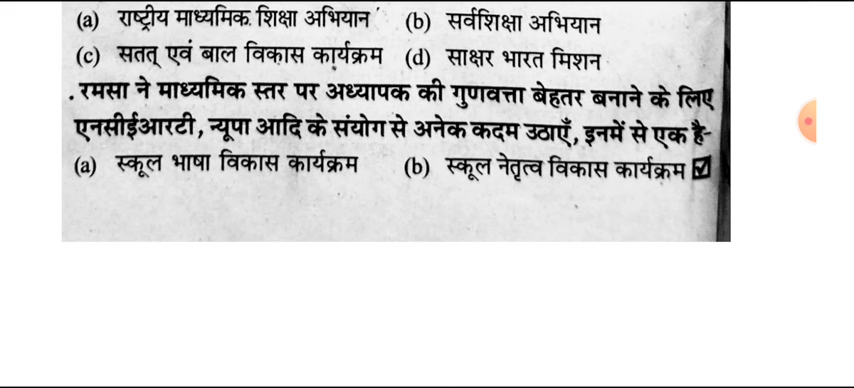 (a) राष्ट्रीय माध्यमिक शिक्षा अभियान (b) सर्वशिक्षा अभियान
(c) सतत् एवं बाल विकास कार्यक्रम (d) साक्षर भारत मिशन
. रमसा ने माध्यमिक स्तर पर अध्यापक की गुणवत्ता बेहतर बनाने के लिए
एनसीईआरटी, न्यूपा आदि के संयोग से अनेक कदम उठाएँ, इनमें से एक है-
(a) स्कूल भाषा विकास कार्यक्रम (b) स्कूल नेतृत्व विकास कार्यक्रम ☑